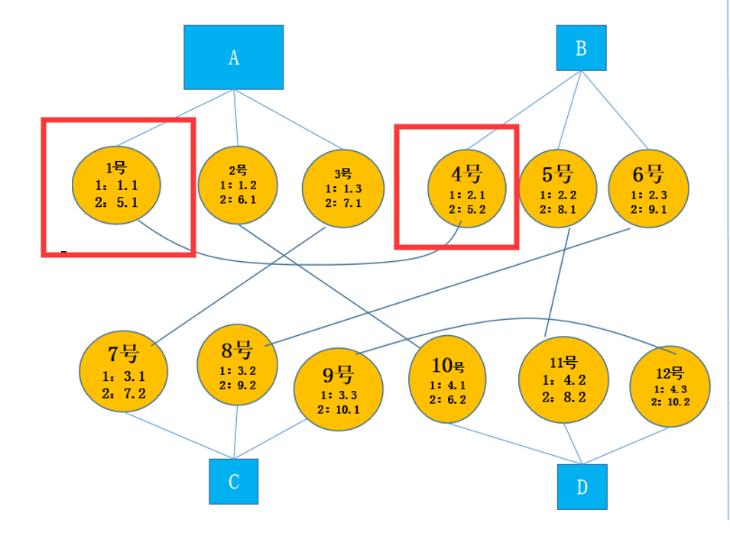 A
B
1号
1: 1.1
2: 5.1
2号
1: 1.2
2: 6.1
3号
1: 1.3
2: 7.1
4号
1: 2.1
2: 5.2
5号
1: 2.2
2: 8.1
6号
1: 2.3
2: 9.1
7号
1: 3.1
2: 7.2
8号
1: 3.2
2: 9.2
9号
1: 3.3
2: 10.1
10号
1: 4.1
2: 6.2
11号
1: 4.2
2: 8.2
12号
1: 4.3
2: 10.2
C
D